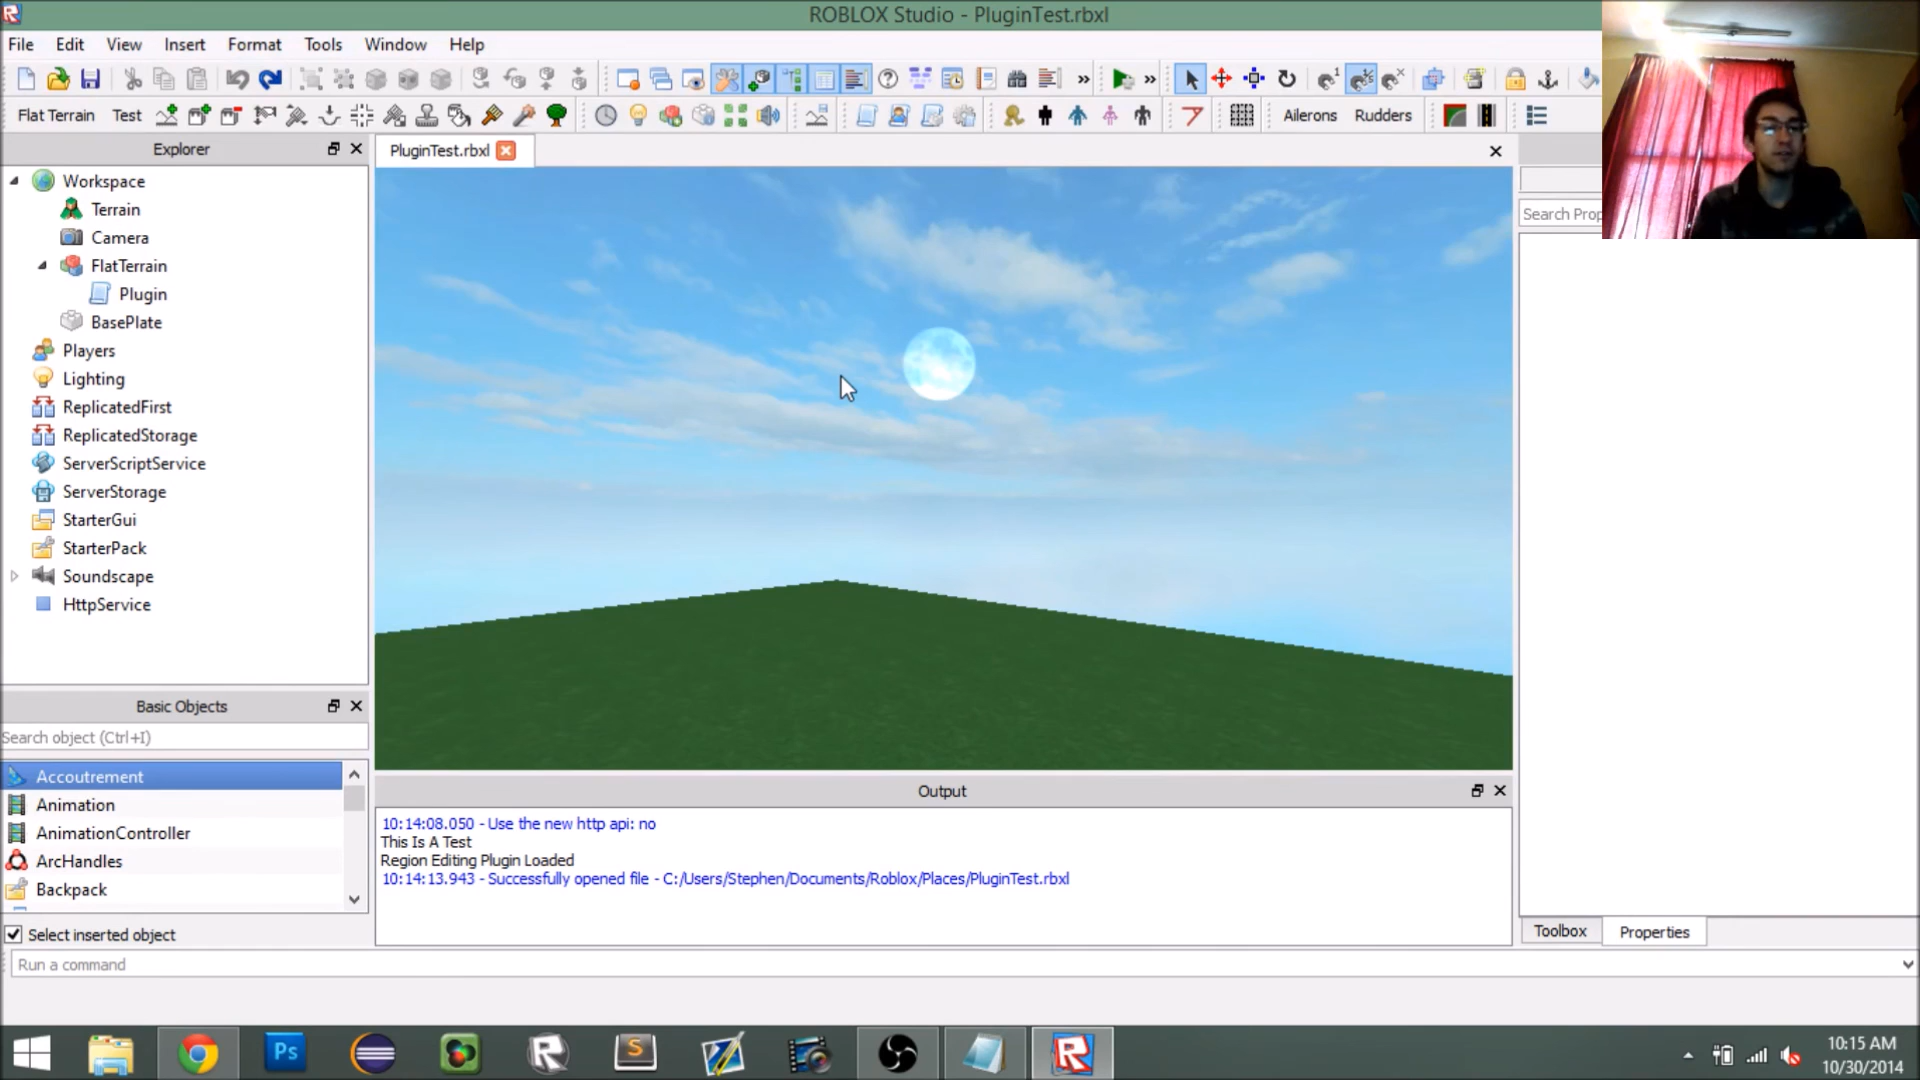 ROBLOX Studio - PluginTest.rbxl
File Edit View Insert Format Tools Window Help
Flat Terrain Test Ailerons Rudders
Explorer
PluginTest.rbxl
Workspace
Terrain
Camera
FlatTerrain
Plugin
BasePlate
Players
Lighting
ReplicatedFirst
ReplicatedStorage
ServerScriptService
ServerStorage
StarterGui
StarterPack
Soundscape
HttpService
Search Prop
Basic Objects
Search object (Ctrl+I)
Accoutrement
Animation
AnimationController
ArcHandles
Backpack
Select inserted object
Output
10:14:08.050 - Use the new http api: no
This Is A Test
Region Editing Plugin Loaded
10:14:13.943 - Successfully opened file - C:/Users/Stephen/Documents/Roblox/Places/PluginTest.rbxl
Toolbox Properties
Run a command
Ps
S
10:15 AM
10/30/2014